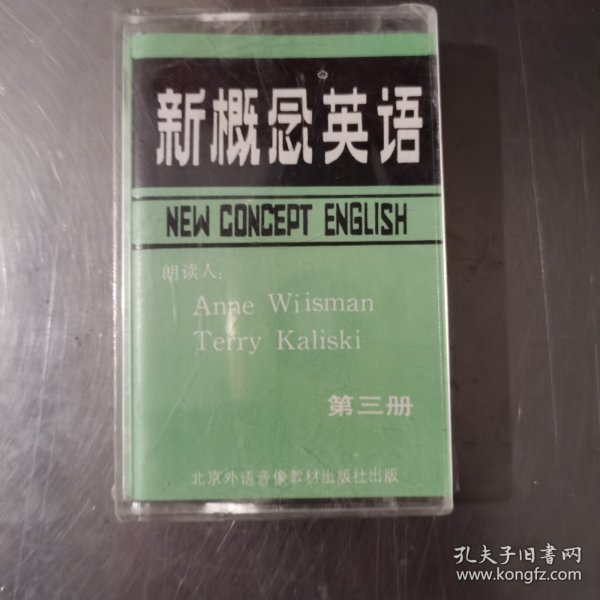 新概念英语
NEW CONCEPT ENGLISH
朗读人:
Anne Wiisman
Terry Kaliski
第三册
北京外语音像教材出版社出版
孔夫子旧書网
www.kongfz.com